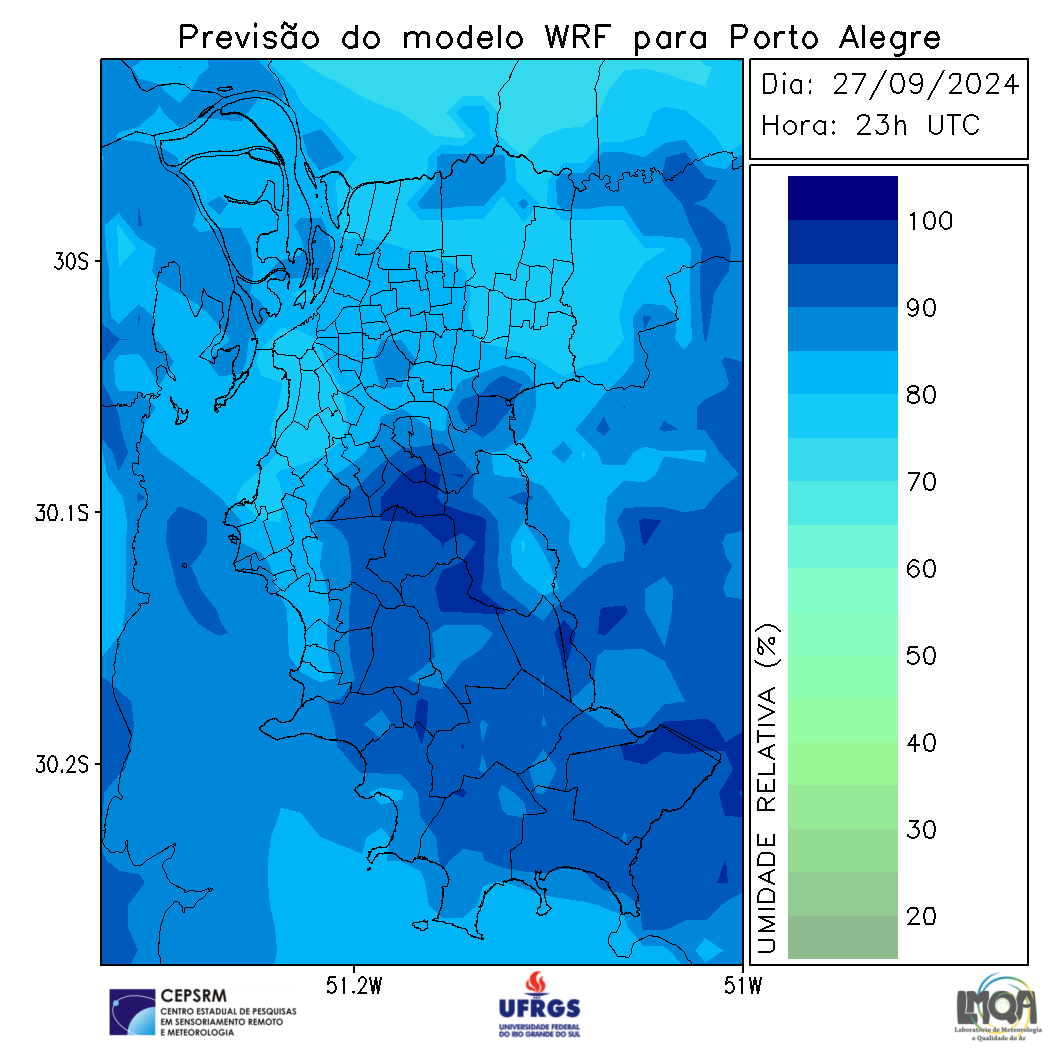 Previsão do modelo WRF para Porto Alegre
Dia: 27/09/2024
Hora: 23h UTC
100
90
80
70
60
50
40
30
20
UMIDADE RELATIVA (%)
30S
30.1S
30.2S
51.2W
51W
CEPSRM
CENTRO ESTADUAL DE PESQUISAS
EM SENSORIAMENTO REMOTO
E METEOROLOGIA
UFRGS
UNIVERSIDADE FEDERAL
DO RIO GRANDE DO SUL
LMQA
Laboratório de Meteorologia
e Qualidade do Ar